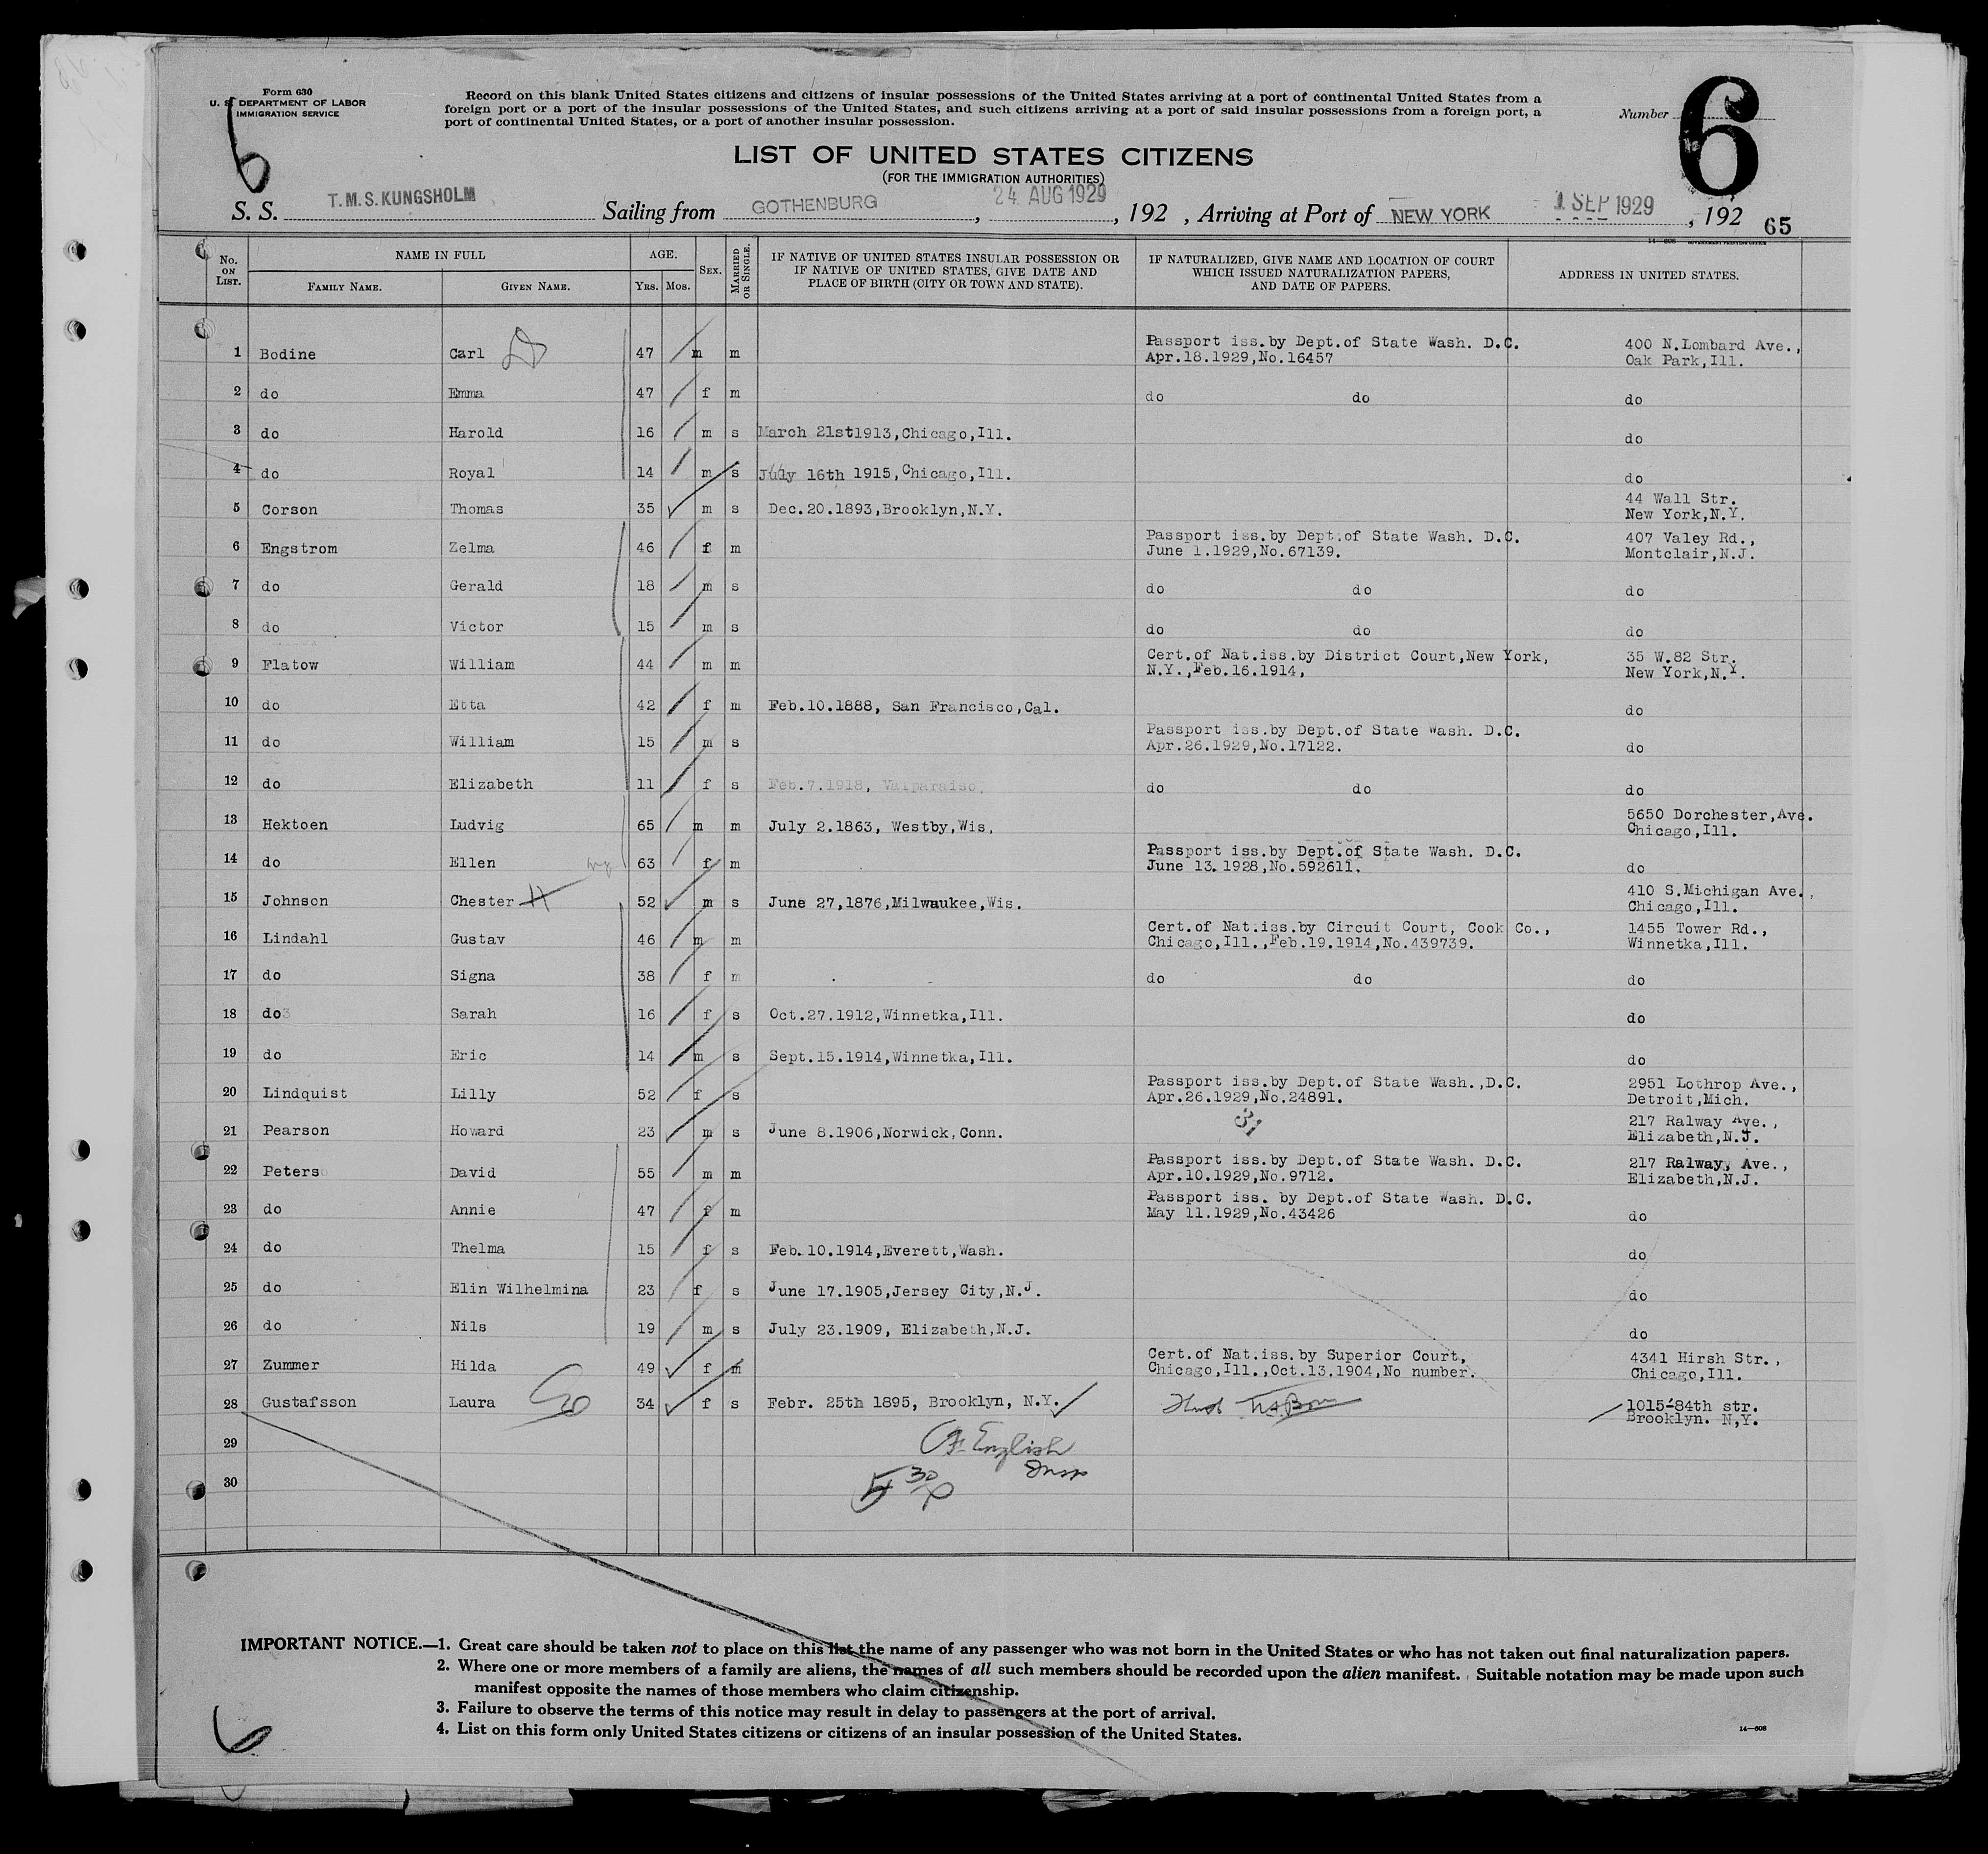 Form 630
U. S. DEPARTMENT OF LABOR
IMMIGRATION SERVICE
6
Record on this blank United States citizens and citizens of insular possessions of the United States arriving at a port of continental United States from a
foreign port or a port of the insular possessions of the United States, and such citizens arriving at a port of said insular possessions from a foreign port, a
port of continental United States, or a port of another insular possession.
Number 6
LIST OF UNITED STATES CITIZENS
(FOR THE IMMIGRATION AUTHORITIES)
S. S. T.M.S.KUNGSHOLM Sailing from GOTHENBURG, 24 AUG 1929, 192 , Arriving at Port of NEW YORK 1 SEP 1929, 192 65
No. ON LIST. NAME IN FULL AGE. SEX. MARRIED OR SINGLE. IF NATIVE OF UNITED STATES INSULAR POSSESSION OR IF NATIVE OF UNITED STATES, GIVE DATE AND PLACE OF BIRTH (CITY OR TOWN AND STATE). IF NATURALIZED, GIVE NAME AND LOCATION OF COURT WHICH ISSUED NATURALIZATION PAPERS, AND DATE OF PAPERS. ADDRESS IN UNITED STATES.
FAMILY NAME. GIVEN NAME. YRS. MOS.
1 Bodine Carl 47 m m Passport iss.by Dept.of State Wash. D.C. Apr.18.1929,No.16457 400 N.Lombard Ave., Oak Park,Ill.
2 do Emma 47 f m do do do
3 do Harold 16 m s March 21st1913,Chicago,Ill. do
4 do Royal 14 m s July 16th 1915,Chicago,Ill. do
5 Corson Thomas 35 m s Dec.20.1893,Brooklyn,N.Y. 44 Wall Str. New York,N.Y.
6 Engstrom Zelma 46 f m Passport iss.by Dept.of State Wash. D.C. June 1.1929,No.67139. 407 Valey Rd., Montclair,N.J.
7 do Gerald 18 m s do do do
8 do Victor 15 m s do do do
9 Flatow William 44 m m Cert.of Nat.iss.by District Court,New York, N.Y.,Feb.16.1914, 35 W.82 Str. New York,N.Y.
10 do Etta 42 f m Feb.10.1888, San Francisco,Cal. do
11 do William 15 m s Passport iss.by Dept.of State Wash. D.C. Apr.26.1929,No.17122. do
12 do Elizabeth 11 f s Feb.7.1918, Valparaiso, do do do
13 Hektoen Ludvig 65 m m July 2.1863, Westby,Wis, 5650 Dorchester,Ave. Chicago,Ill.
14 do Ellen 63 f m Passport iss.by Dept.of State Wash. D.C. June 13.1928,No.592611. do
15 Johnson Chester H 52 m s June 27,1876,Milwaukee,Wis. 410 S.Michigan Ave., Chicago,Ill.
16 Lindahl Gustav 46 m m Cert.of Nat.iss.by Circuit Court, Cook Co., Chicago,Ill.,Feb.19.1914,No.439739. 1455 Tower Rd., Winnetka,Ill.
17 do Signa 38 f m do do do
18 do Sarah 16 f s Oct.27.1912,Winnetka,Ill. do
19 do Eric 14 m s Sept.15.1914,Winnetka,Ill. do
20 Lindquist Lilly 52 f s Passport iss.by Dept.of State Wash.,D.C. Apr.26.1929,No.24891. 2951 Lothrop Ave., Detroit,Mich.
21 Pearson Howard 23 m s June 8.1906,Norwick,Conn. 31 217 Ralway Ave., Elizabeth,N.J.
22 Peters David 55 m m Passport iss.by Dept.of State Wash. D.C. Apr.10.1929,No.9712. 217 Ralway, Ave., Elizabeth,N.J.
23 do Annie 47 f m Passport iss. by Dept.of State Wash. D.C. May 11.1929,No.43426 do
24 do Thelma 15 f s Feb.10.1914,Everett,Wash. do
25 do Elin Wilhelmina 23 f s June 17.1905,Jersey City,N.J. do
26 do Nils 19 m s July 23.1909, Elizabeth,N.J. do
27 Zummer Hilda 49 f m Cert.of Nat.iss.by Superior Court, Chicago,Ill.,Oct.13.1904,No number. 4341 Hirsh Str., Chicago,Ill.
28 Gustafsson Laura 34 f s Febr. 25th 1895, Brooklyn, N.Y. 1015-84th str. Brooklyn. N,Y.
29 English
30 5 30
IMPORTANT NOTICE.—1. Great care should be taken not to place on this list the name of any passenger who was not born in the United States or who has not taken out final naturalization papers.
2. Where one or more members of a family are aliens, the names of all such members should be recorded upon the alien manifest. Suitable notation may be made upon such
manifest opposite the names of those members who claim citizenship.
3. Failure to observe the terms of this notice may result in delay to passengers at the port of arrival.
4. List on this form only United States citizens or citizens of an insular possession of the United States.
14—606
6